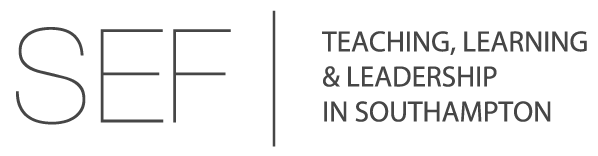 SEF
TEACHING, LEARNING
& LEADERSHIP
IN SOUTHAMPTON